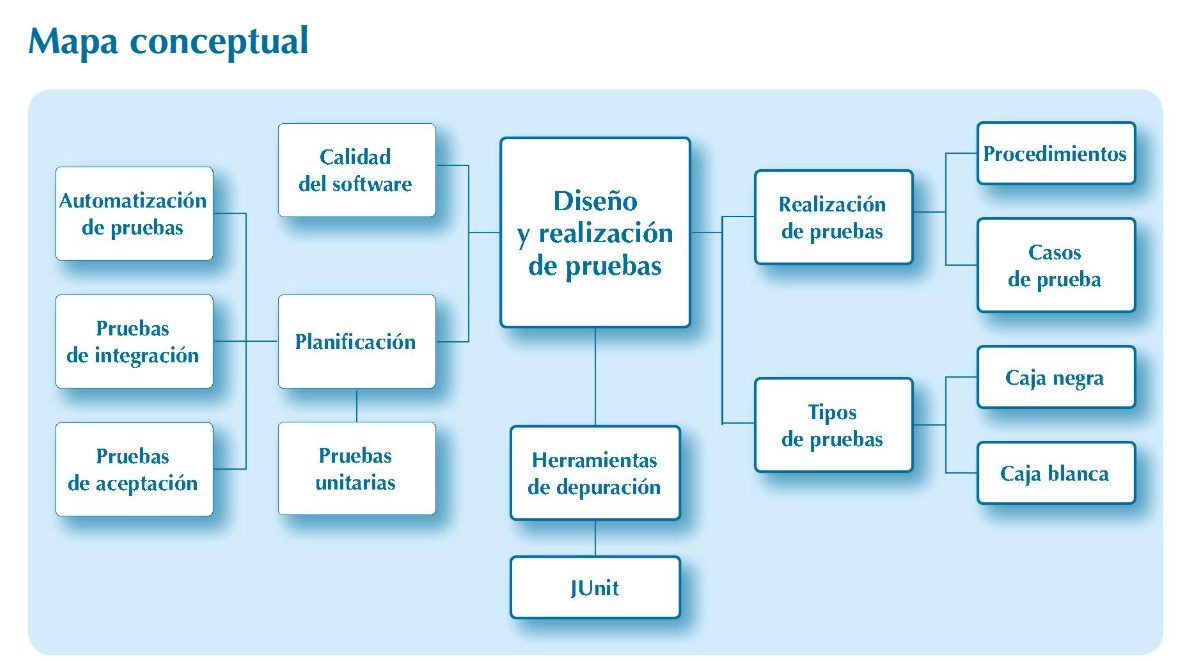 Mapa conceptual
Automatización
de pruebas
Pruebas
de integración
Pruebas
de aceptación
Calidad
del software
Planificación
Pruebas
unitarias
Diseño
y realización
de pruebas
Herramientas
de depuración
JUnit
Realización
de pruebas
Tipos
de pruebas
Procedimientos
Casos
de prueba
Caja negra
Caja blanca